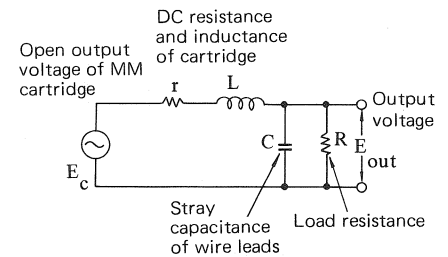 DC resistance
and inductance
of cartridge
Open output
voltage of MM
cartridge
r
L
Output
voltage
C
R
E
out
E
c
Stray
capacitance
of wire leads
Load resistance